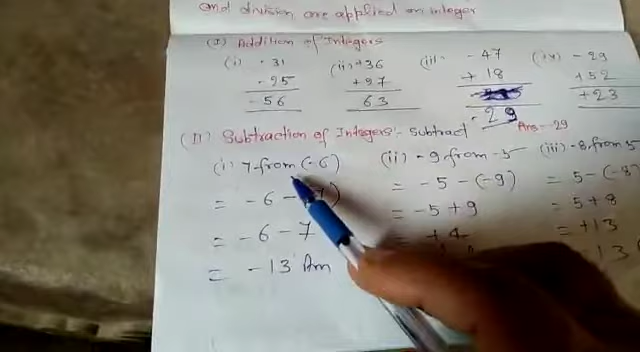 and division are applied on integer
(I) Addition of Integers
(i) -31 (ii) +36 (iii) -47 (iv) -29
-25 +27 +18 +52
-56 63 -29 +23
Ans -29
(II) Subtraction of Integers:- Subtract
(i) 7 from (-6) (ii) -9 from -5 (iii) -8 from 5
= -6 - 7) = -5 - (-9) = 5 - (-8
= -6 - 7 = -5 + 9 = 5 + 8
= -13 Am = +4 = +13